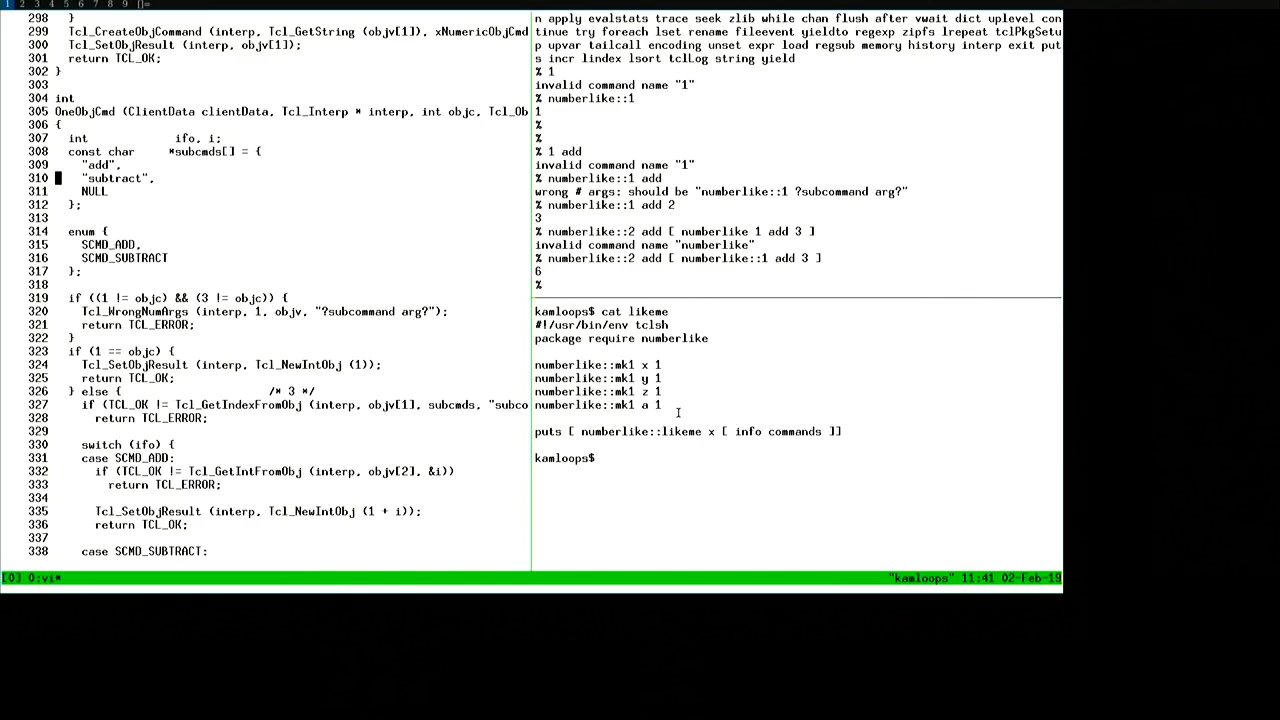 1 2 3 4 5 6 7 8 9 []=
298   }
299   Tcl_CreateObjCommand (interp, Tcl_GetString (objv[1]), xNumericObjCmd
300   Tcl_SetObjResult (interp, objv[1]);
301   return TCL_OK;
302 }
303
304 int
305 OneObjCmd (ClientData clientData, Tcl_Interp * interp, int objc, Tcl_Ob
306 {
307   int             ifo, i;
308   const char     *subcmds[] = {
309     "add",
310     "subtract",
311     NULL
312   };
313
314   enum {
315     SCMD_ADD,
316     SCMD_SUBTRACT
317   };
318
319   if ((1 != objc) && (3 != objc)) {
320     Tcl_WrongNumArgs (interp, 1, objv, "?subcommand arg?");
321     return TCL_ERROR;
322   }
323   if (1 == objc) {
324     Tcl_SetObjResult (interp, Tcl_NewIntObj (1));
325     return TCL_OK;
326   } else {                      /* 3 */
327     if (TCL_OK != Tcl_GetIndexFromObj (interp, objv[1], subcmds, "subco
328       return TCL_ERROR;
329
330     switch (ifo) {
331     case SCMD_ADD:
332       if (TCL_OK != Tcl_GetIntFromObj (interp, objv[2], &i))
333         return TCL_ERROR;
334
335       Tcl_SetObjResult (interp, Tcl_NewIntObj (1 + i));
336       return TCL_OK;
337
338     case SCMD_SUBTRACT:
n apply evalstats trace seek zlib while chan flush after vwait dict uplevel con
tinue try foreach lset rename fileevent yieldto regexp zipfs lrepeat tclPkgSetu
p upvar tailcall encoding unset expr load regsub memory history interp exit put
s incr lindex lsort tclLog string yield
% 1
invalid command name "1"
% numberlike::1
1
%
%
% 1 add
invalid command name "1"
% numberlike::1 add
wrong # args: should be "numberlike::1 ?subcommand arg?"
% numberlike::1 add 2
3
% numberlike::2 add [ numberlike 1 add 3 ]
invalid command name "numberlike"
% numberlike::2 add [ numberlike::1 add 3 ]
6
%
kamloops$ cat likeme
#!/usr/bin/env tclsh
package require numberlike

numberlike::mk1 x 1
numberlike::mk1 y 1
numberlike::mk1 z 1
numberlike::mk1 a 1

puts [ numberlike::likeme x [ info commands ]]

kamloops$
[0] 0:vi* "kamloops" 11:41 02-Feb-19